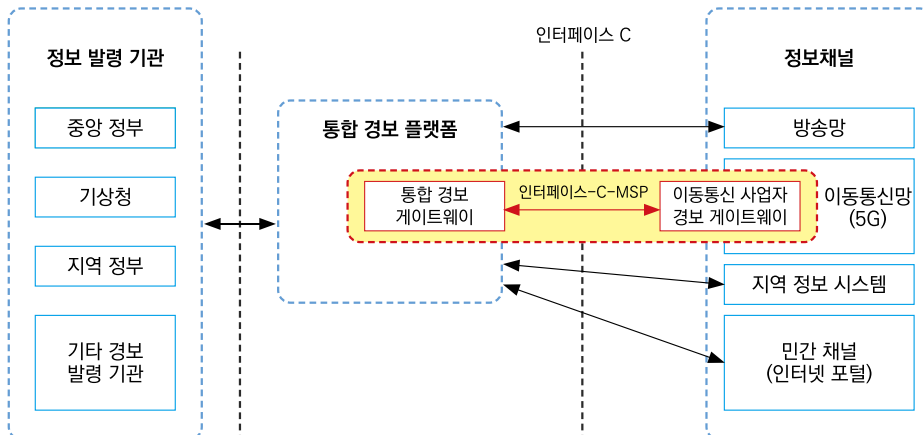 인터페이스 C
정보 발령 기관
중앙 정부
기상청
지역 정부
기타 경보
발령 기관
통합 경보 플랫폼
통합 경보
게이트웨이
인터페이스-C-MSP
이동통신 사업자
경보 게이트웨이
정보채널
방송망
이동통신망
(5G)
지역 정보 시스템
민간 채널
(인터넷 포털)